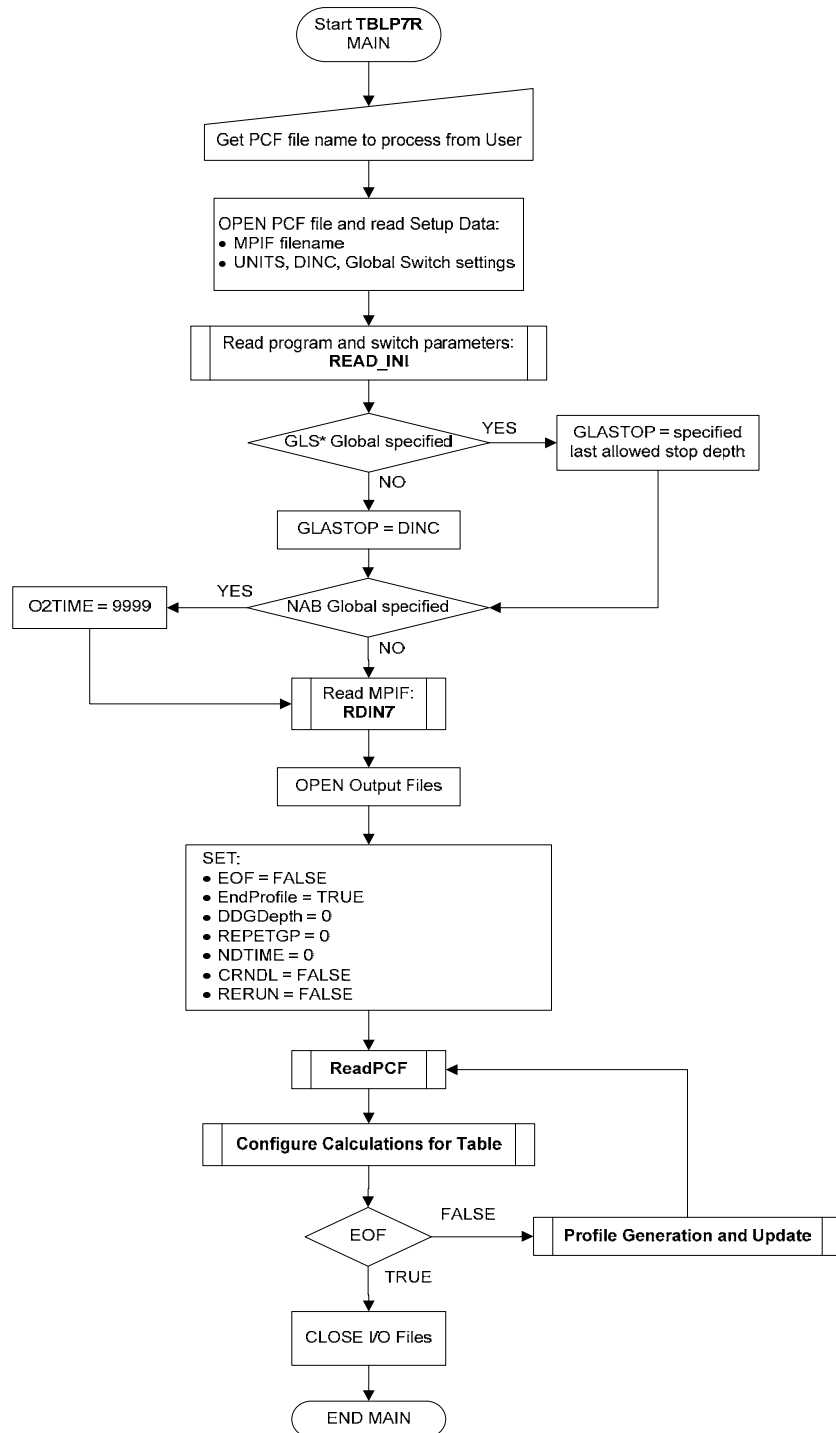 Start TBLP7R
MAIN
Get PCF file name to process from User
OPEN PCF file and read Setup Data:
• MPIF filename
• UNITS, DINC, Global Switch settings
Read program and switch parameters:
READ_INI
GLS* Global specified
YES
GLASTOP = specified
last allowed stop depth
NO
GLASTOP = DINC
NAB Global specified
YES
O2TIME = 9999
NO
Read MPIF:
RDIN7
OPEN Output Files
SET:
• EOF = FALSE
• EndProfile = TRUE
• DDGDepth = 0
• REPETGP = 0
• NDTIME = 0
• CRNDL = FALSE
• RERUN = FALSE
ReadPCF
Configure Calculations for Table
EOF
FALSE
Profile Generation and Update
TRUE
CLOSE I/O Files
END MAIN